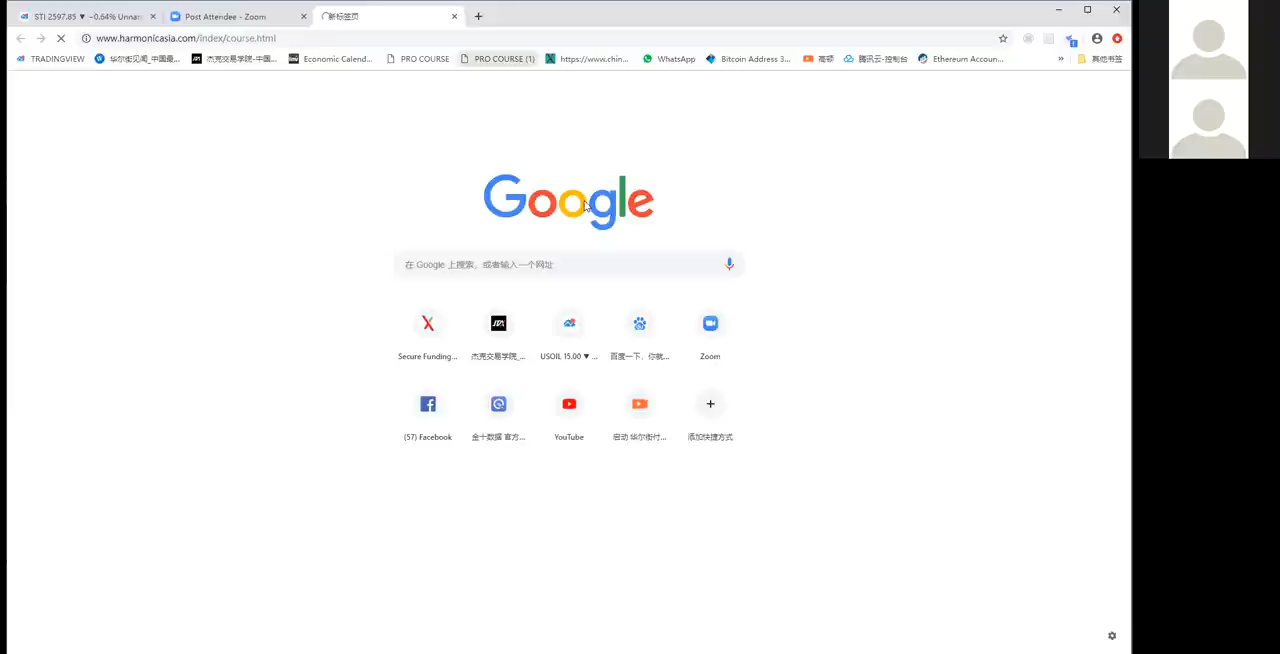 STI 2597.85 ▼ −0.64% Unnar
Post Attendee - Zoom
新标签页
www.harmonicasia.com/index/course.html
TRADINGVIEW
华尔街见闻_中国最...
杰克交易学院-中国...
Economic Calend...
PRO COURSE
PRO COURSE (1)
https://www.chin...
WhatsApp
Bitcoin Address 3...
高顿
腾讯云-控制台
Ethereum Accoun...
»
其他书签
Google
在 Google 上搜索，或者输入一个网址
Secure Funding...
杰克交易学院_...
USOIL 15.00 ▼ ...
百度一下，你就...
Zoom
(57) Facebook
金十数据 官方...
YouTube
启动 华尔街付...
添加快捷方式